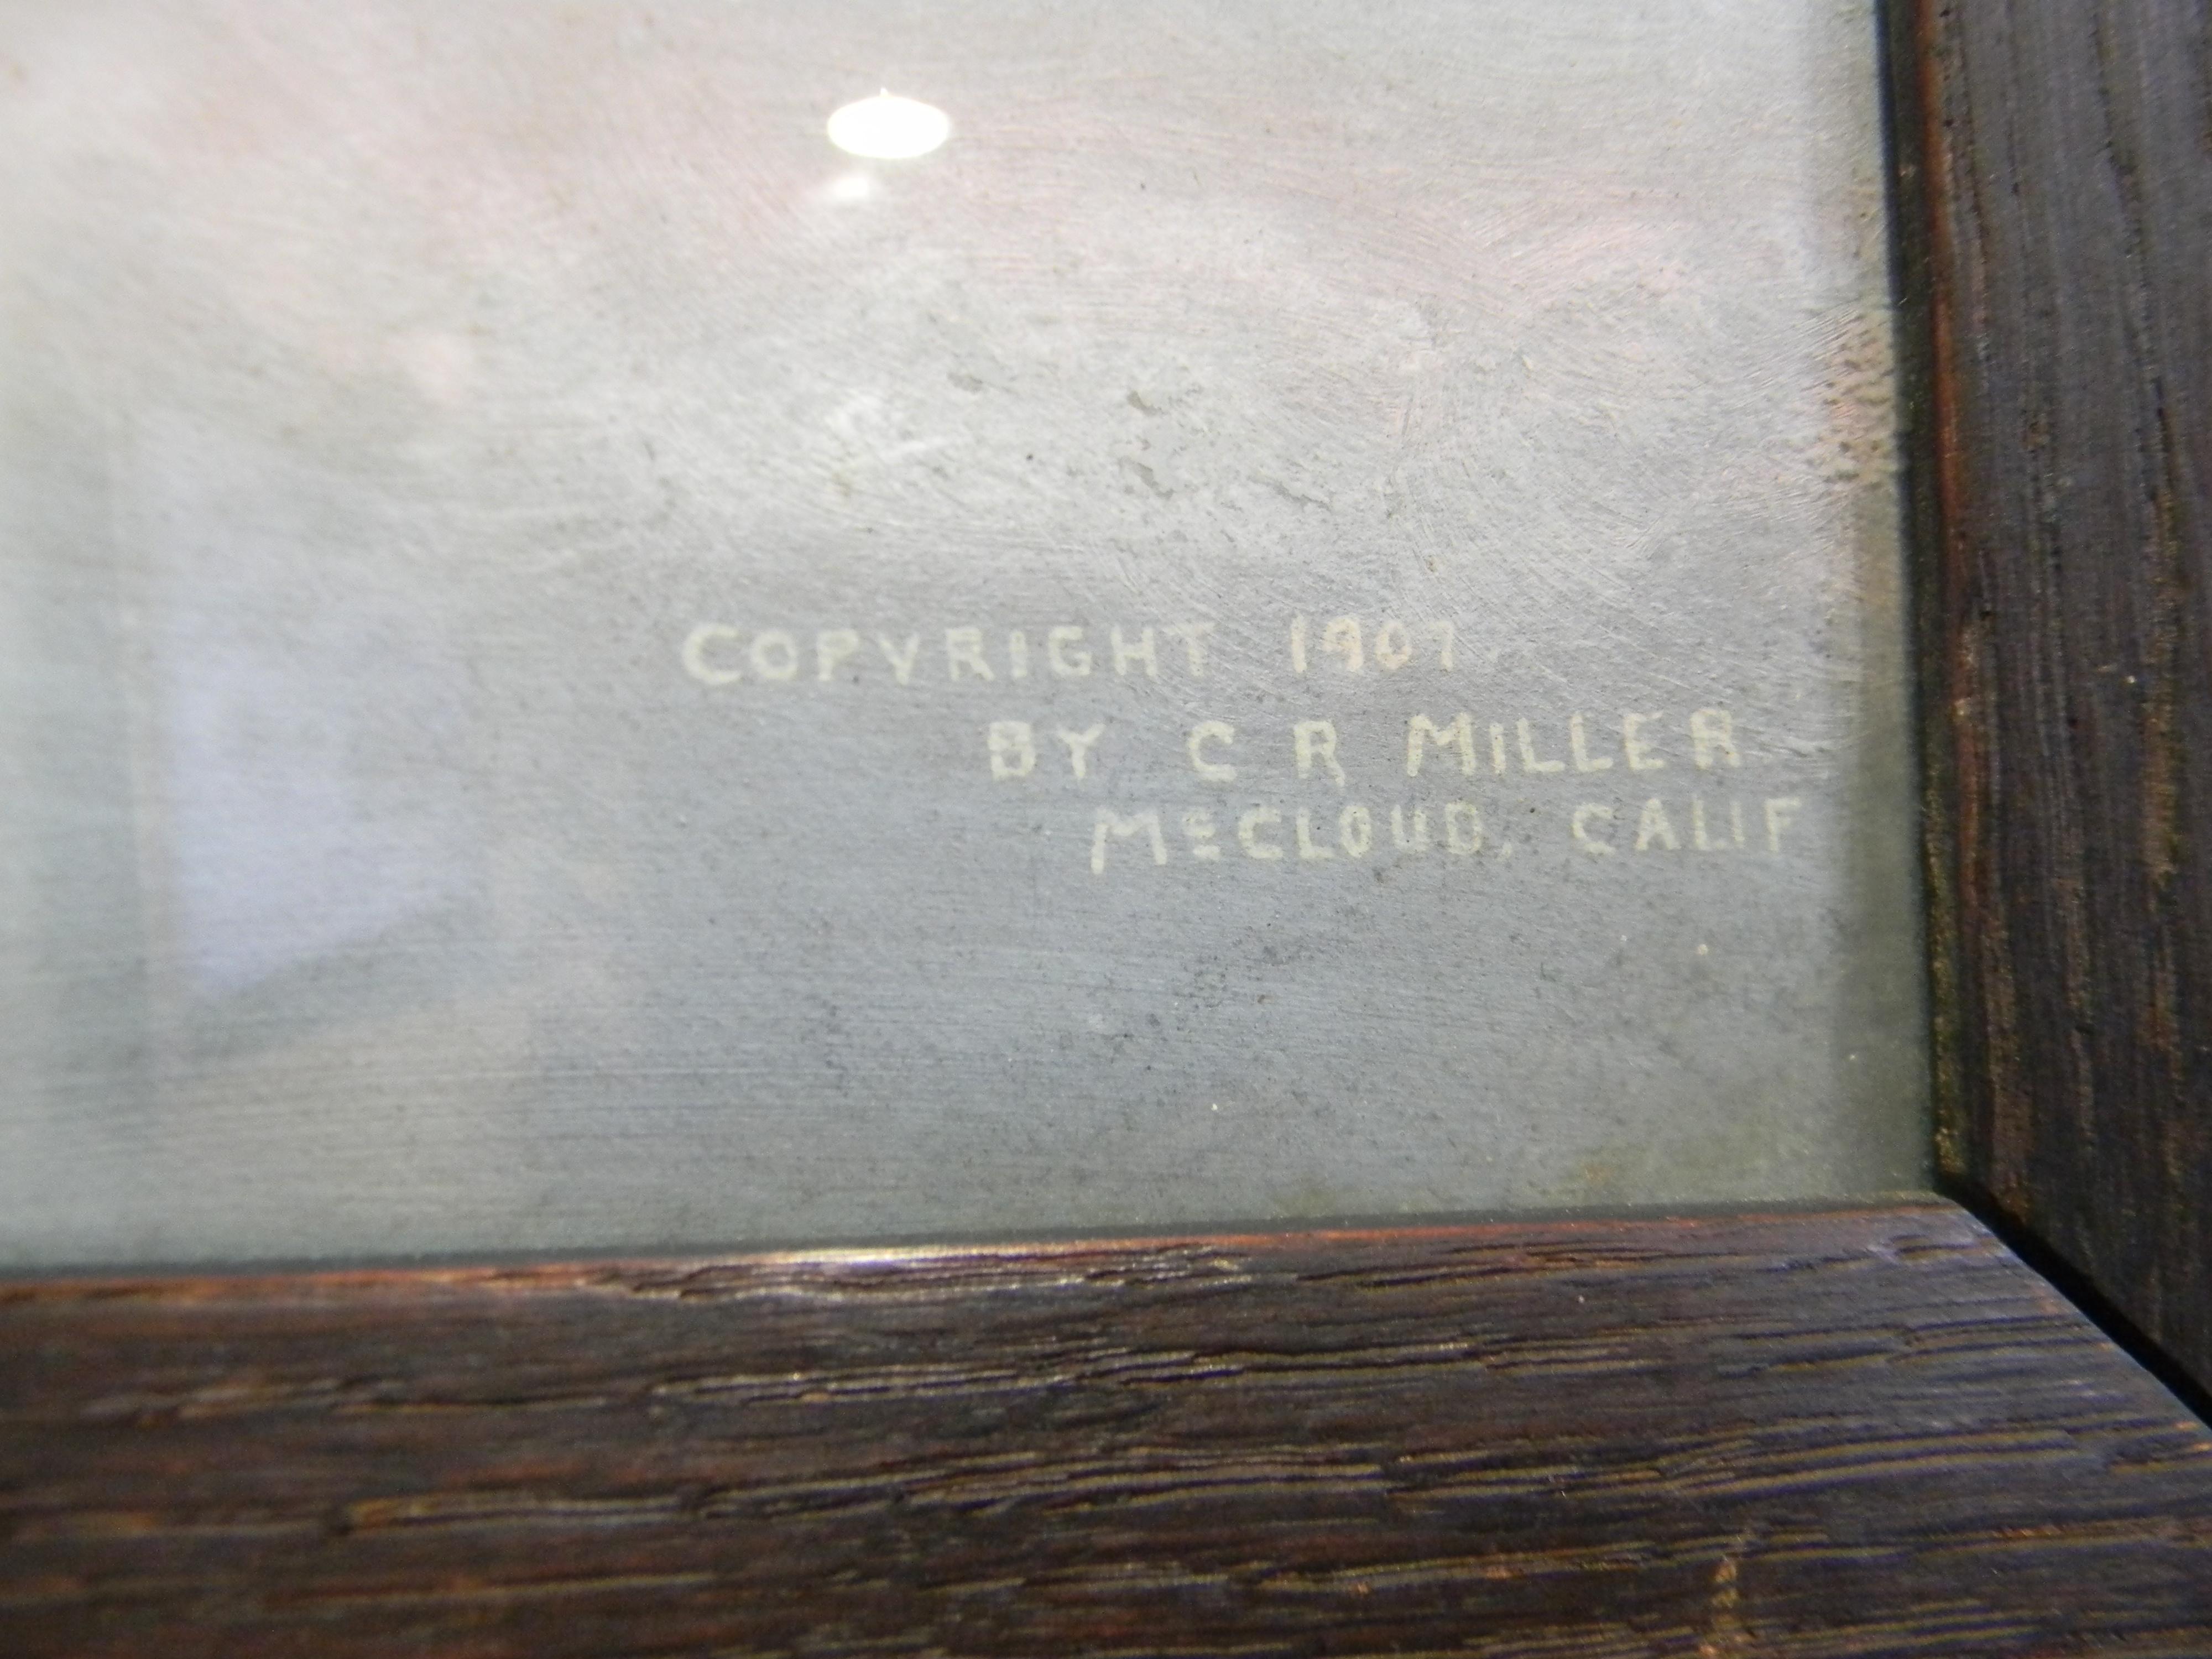 COPYRIGHT 1907.
BY C R MILLER
McCLOUD, CALIF